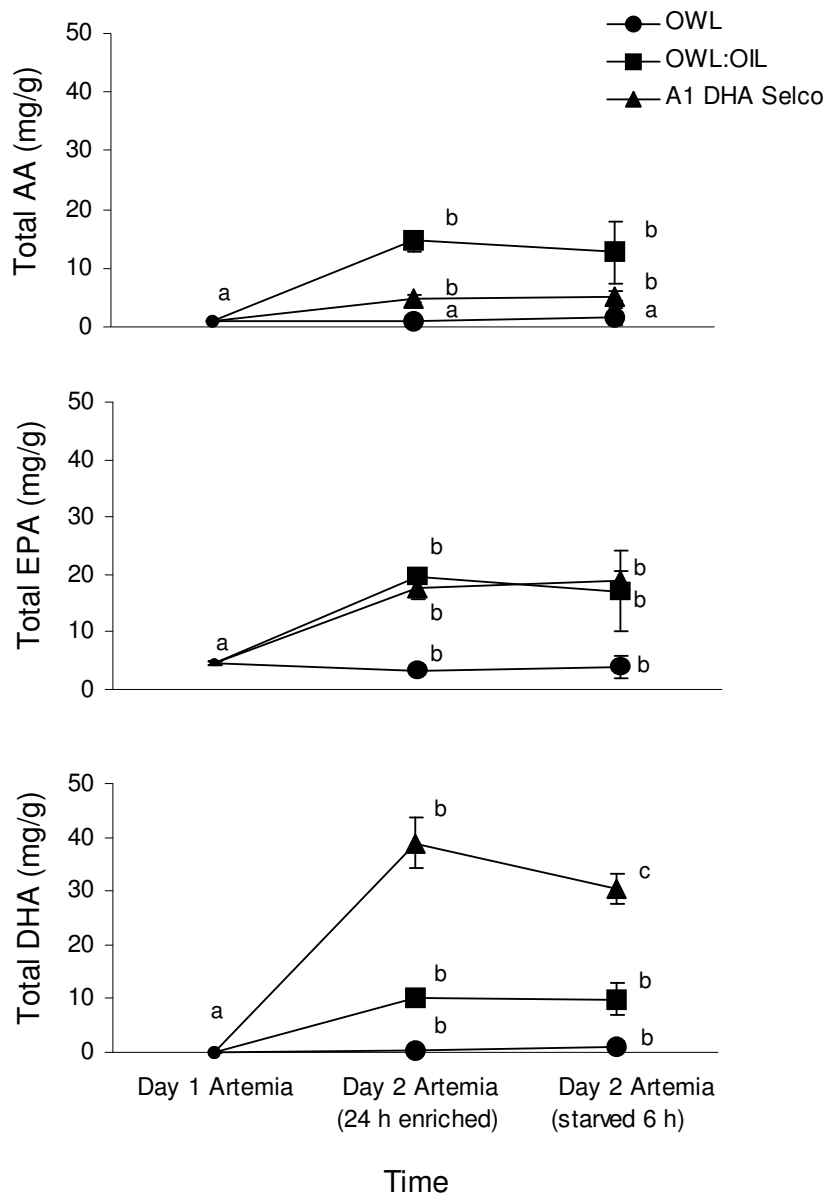 OWL
OWL:OIL
A1 DHA Selco
Total AA (mg/g)
50
40
30
20
10
0
a
b
b
a
b
b
a
Total EPA (mg/g)
50
40
30
20
10
0
a
b
b
b
b
b
b
Total DHA (mg/g)
50
40
30
20
10
0
a
b
b
b
c
b
b
Day 1 Artemia
Day 2 Artemia
(24 h enriched)
Day 2 Artemia
(starved 6 h)
Time